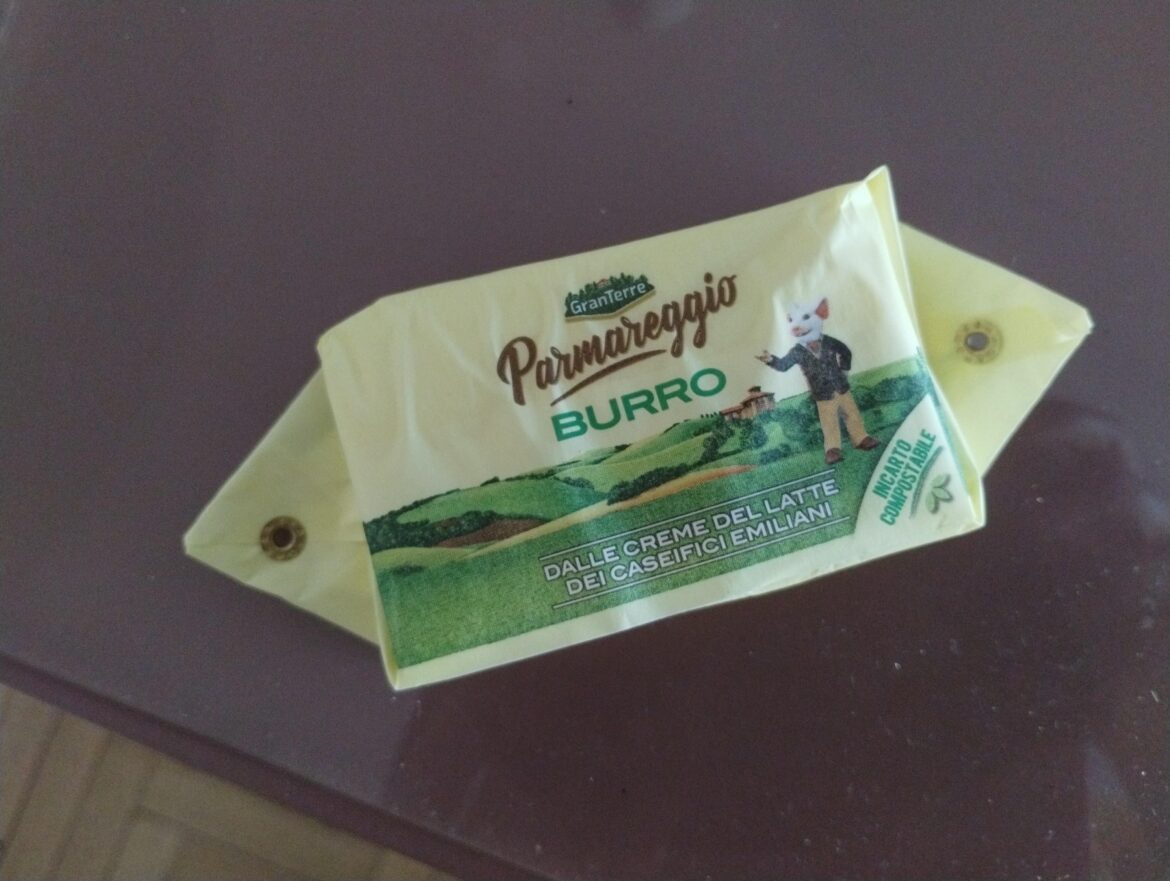 GranTerre
Parmareggio
BURRO
DALLE CREME DEL LATTE
DEI CASEIFICI EMILIANI
INCARTO
COMPOSTABILE